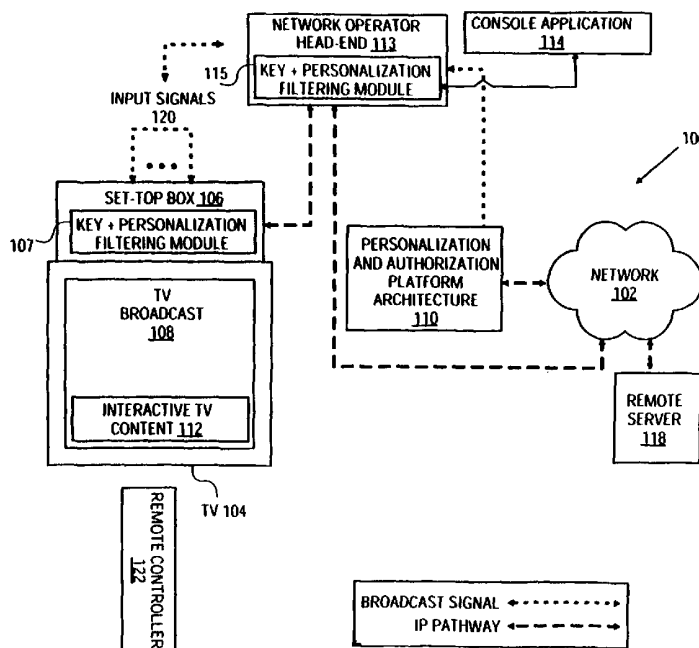 NETWORK OPERATOR
HEAD-END 113
KEY + PERSONALIZATION
FILTERING MODULE
115
CONSOLE APPLICATION
114
INPUT SIGNALS
120
SET-TOP BOX 106
KEY + PERSONALIZATION
FILTERING MODULE
107
TV
BROADCAST
108
INTERACTIVE TV
CONTENT 112
TV 104
PERSONALIZATION
AND AUTHORIZATION
PLATFORM
ARCHITECTURE
110
NETWORK
102
REMOTE
SERVER
118
REMOTE CONTROLLER
122
BROADCAST SIGNAL
IP PATHWAY